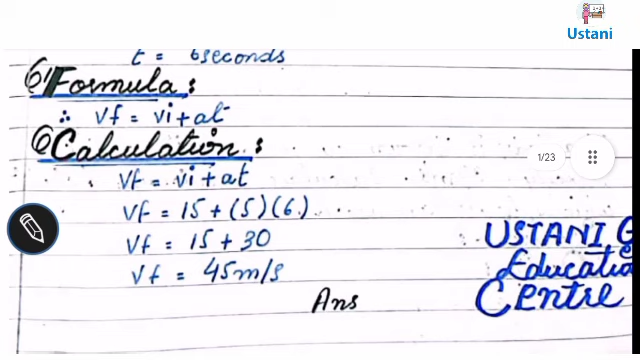 Ustani
t = 6seconds
Formula:
∴ Vf = Vi + at
Calculation:
Vf = Vi + at
1/23
Vf = 15 + (5)(6)
Vf = 15 + 30
Vf = 45m/s
Ans
USTANI G
Educatio
Centre